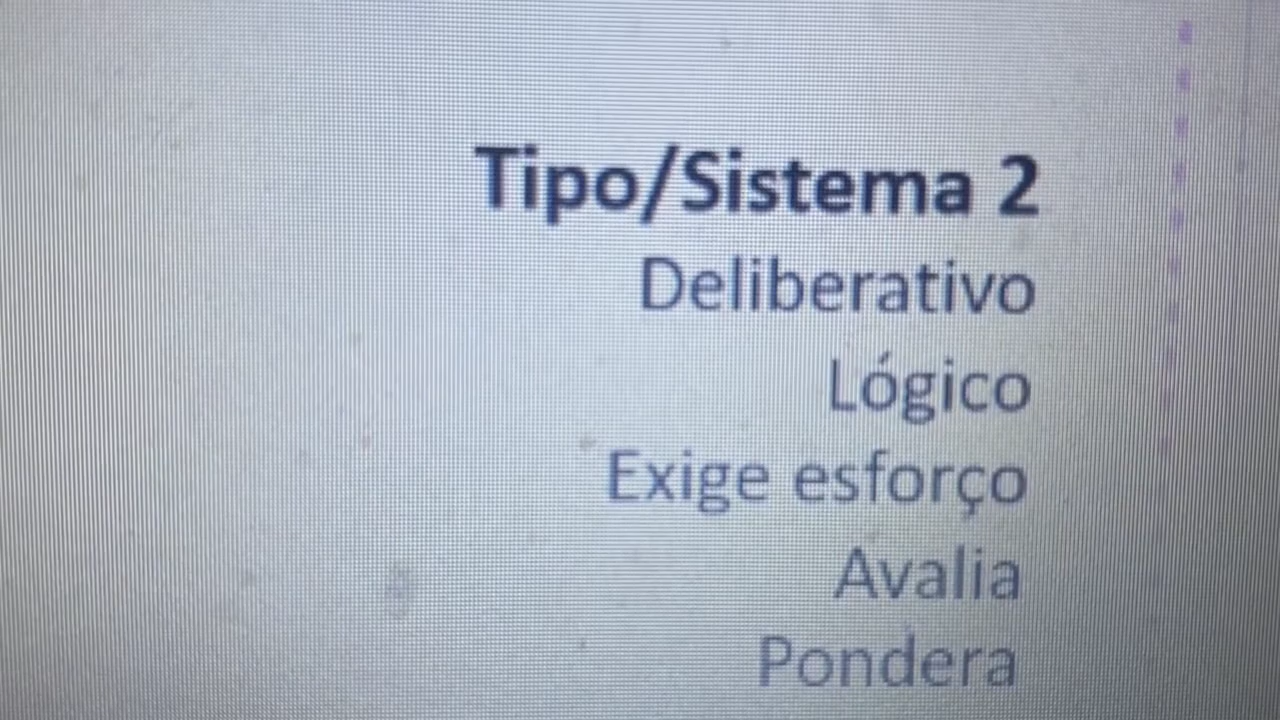 Tipo/Sistema 2
Deliberativo
Lógico
Exige esforço
Avalia
Pondera